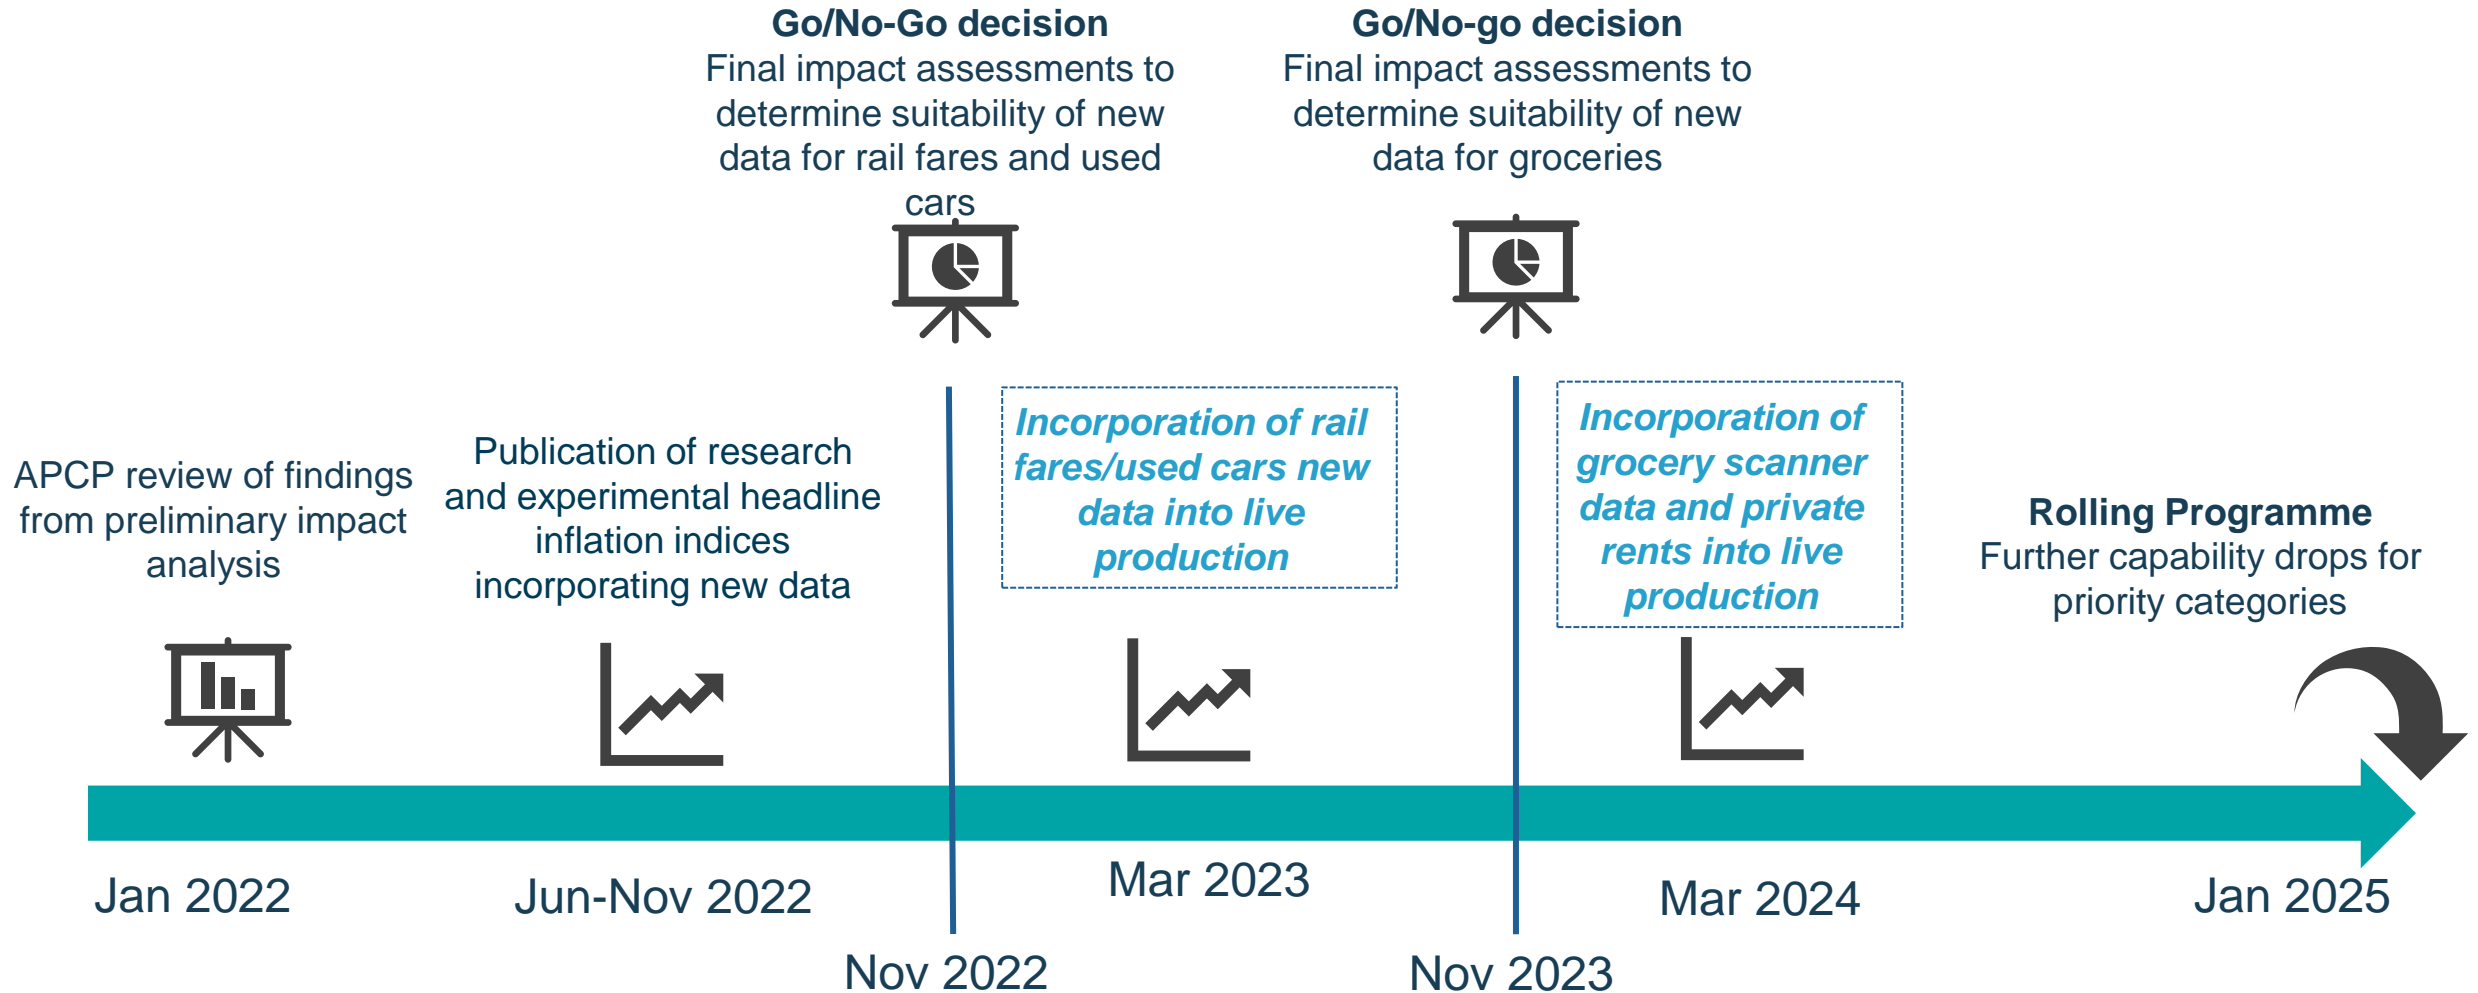 Go/No-Go decision
Final impact assessments to
determine suitability of new
data for rail fares and used
cars
Go/No-go decision
Final impact assessments to
determine suitability of new
data for groceries
APCP review of findings
from preliminary impact
analysis
Publication of research
and experimental headline
inflation indices
incorporating new data
Incorporation of rail
fares/used cars new
data into live
production
Incorporation of
grocery scanner
data and private
rents into live
production
Rolling Programme
Further capability drops for
priority categories
Jan 2022
Jun-Nov 2022
Nov 2022
Mar 2023
Nov 2023
Mar 2024
Jan 2025